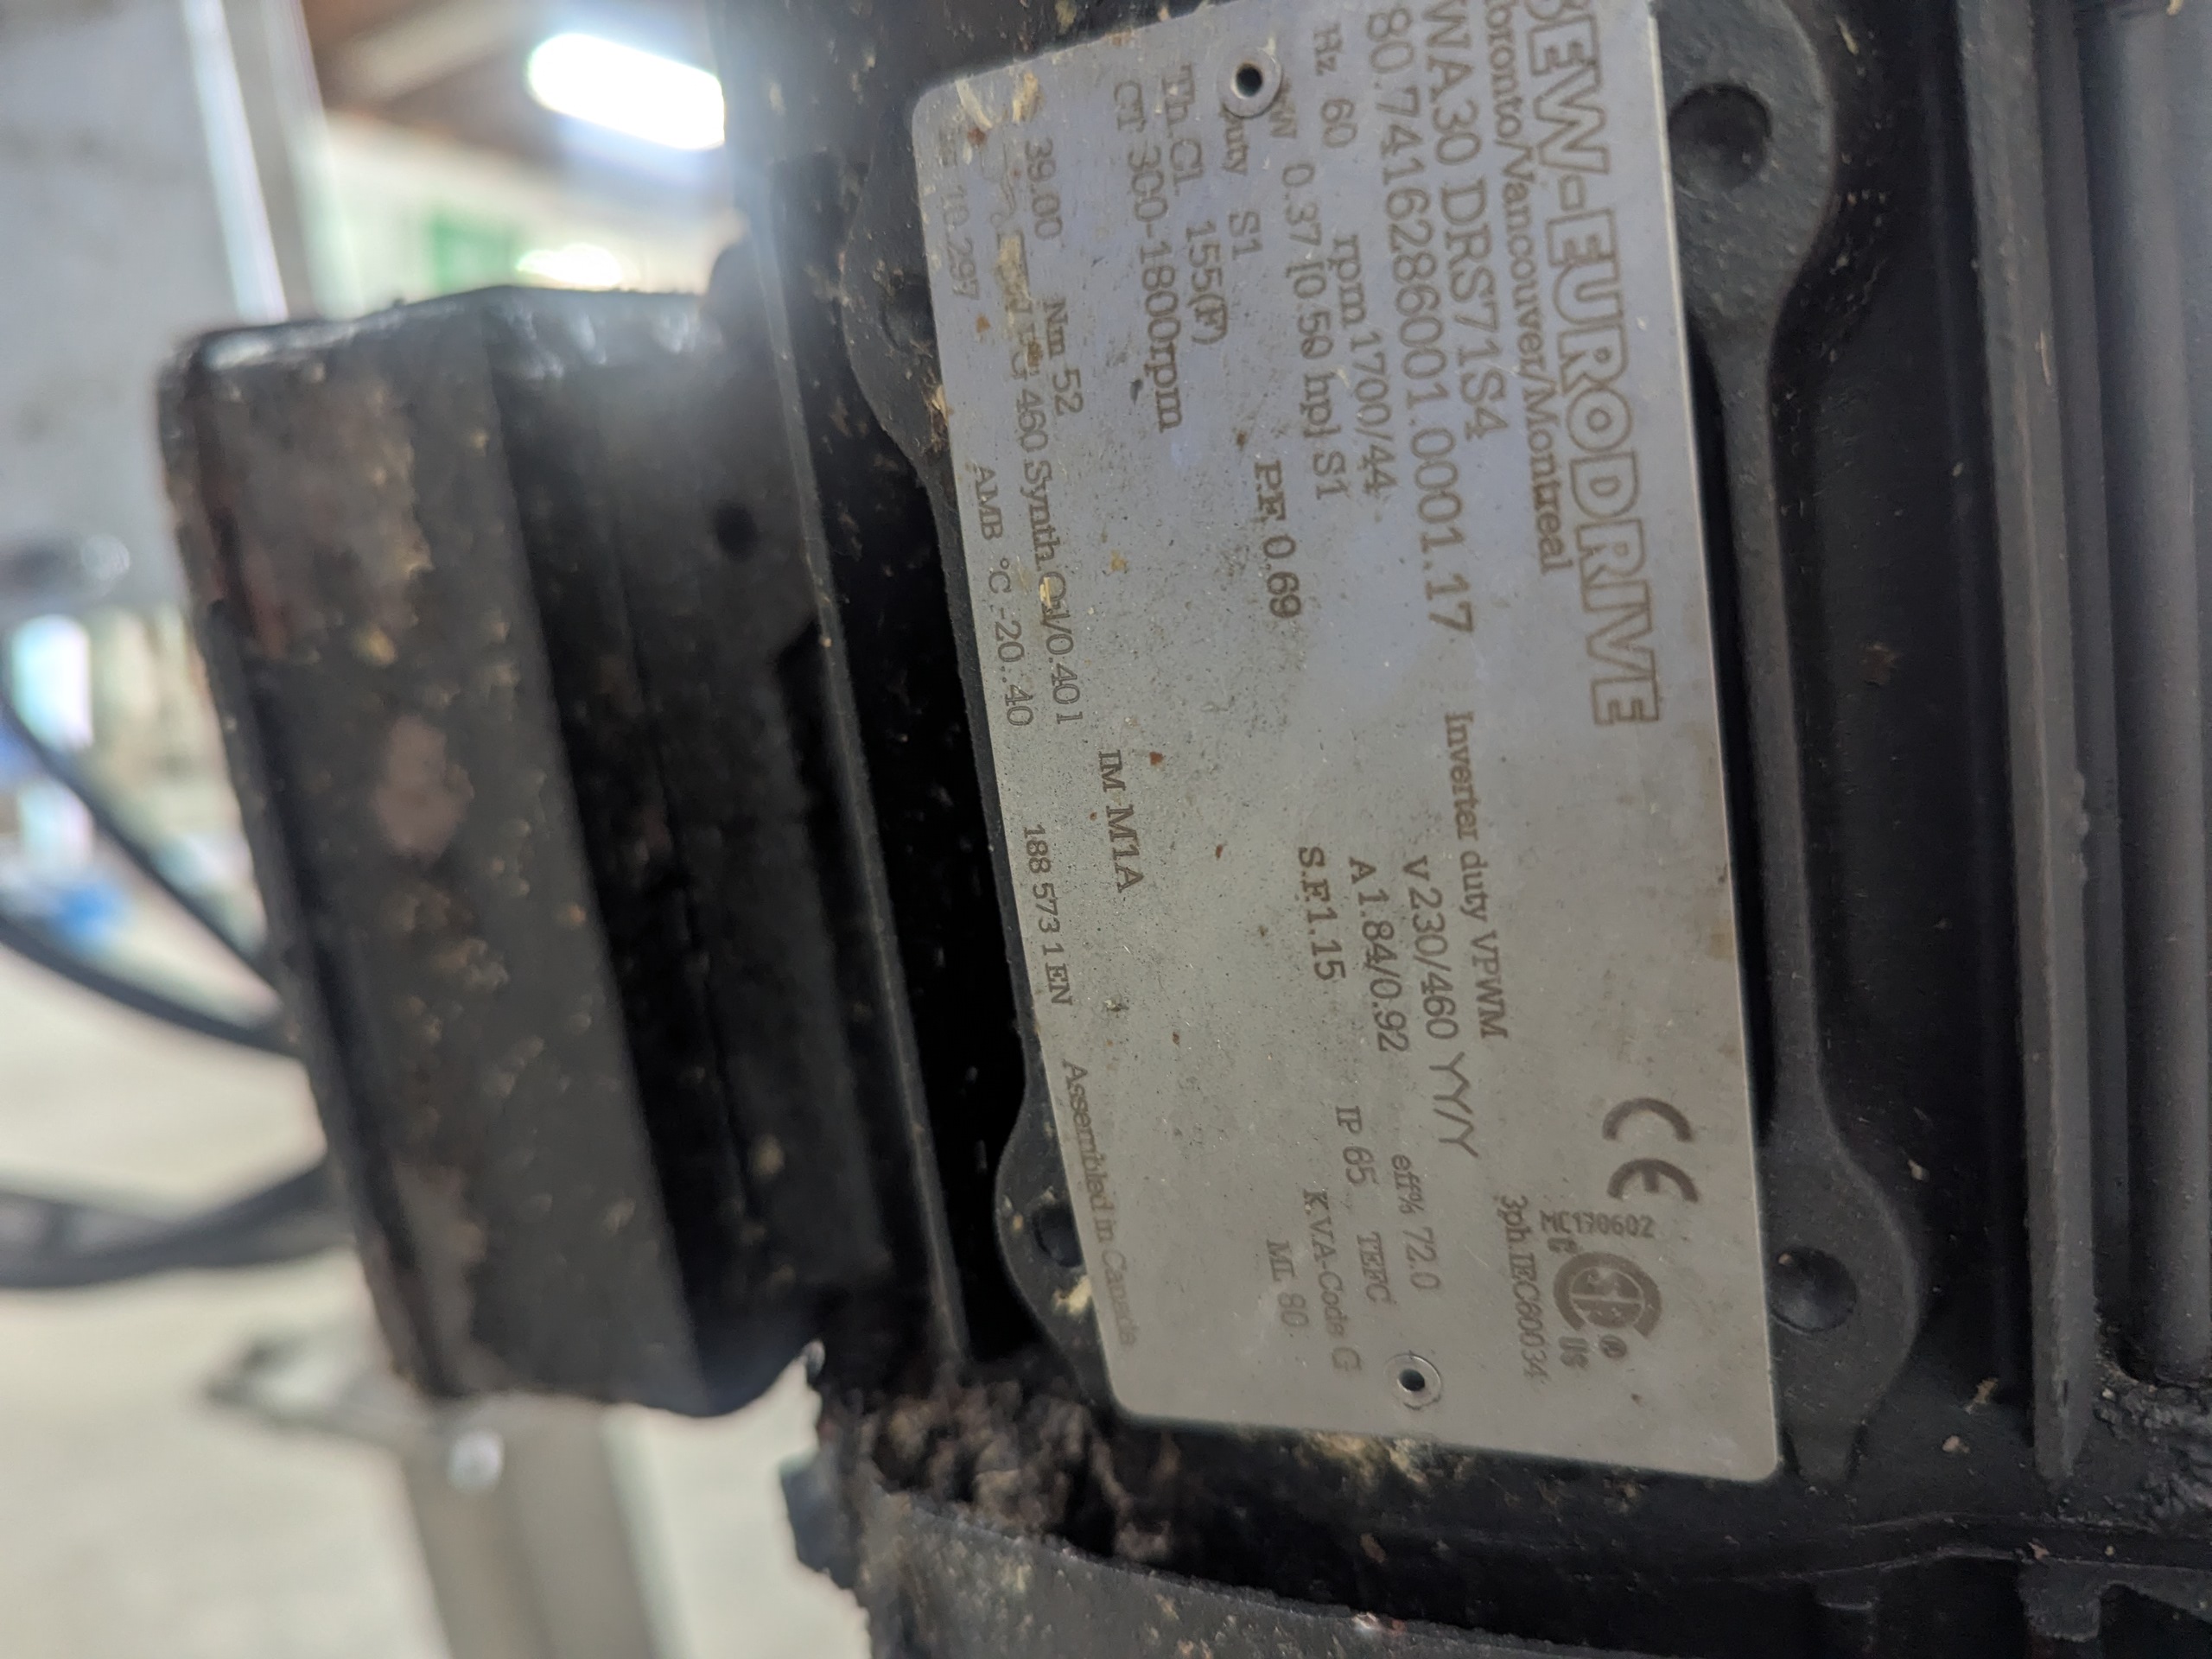 SEW-EURODRIVE
Toronto/Vancouver/Montreal
WA30 DRS71S4
80.7416286001.0001.17
Inverter duty VPWM
3ph IEC60034
MC170602
US
Hz 60 rpm 1700/44 V 230/460 YY/Y
kW 0.37|0.50 hp| S1 A 1.84/0.92 eff% 72.0
P.F. 0.69 S.F.1.15 IP 65 TEFC
Duty S1 K.V.A-Code G
Th.Cl. 155(F) ML 80
CT 300-1800rpm
39.00 Nm 52 IM M1A
460 Synth.Oil/0.40 l
10.297 AMB °C -20..40 188 573 1 EN Assembled in Canada